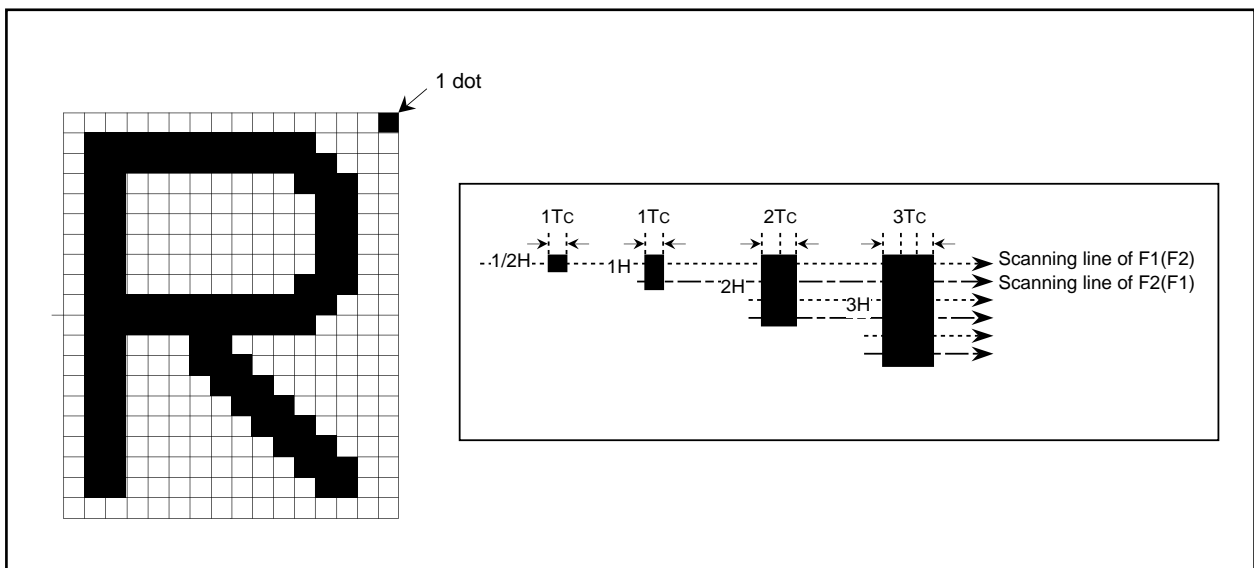 1 dot
1TC 1TC 2TC 3TC
1/2H
1H
2H
3H
Scanning line of F1(F2)
Scanning line of F2(F1)